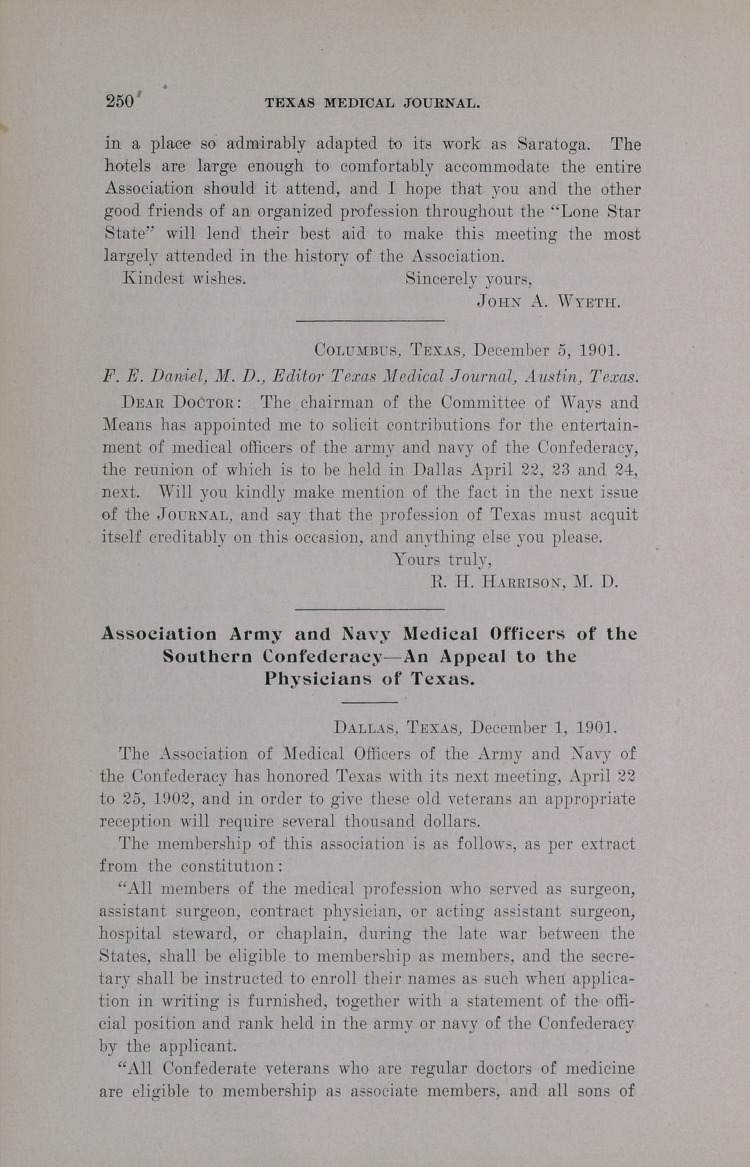 250
TEXAS MEDICAL JOURNAL.
in a place so admirably adapted to its work as Saratoga. The
hotels are large enough to comfortably accommodate the entire
Association should it attend, and I hope that you and the other
good friends of an organized profession throughout the “Lone Star
State” will lend their best aid to make this meeting the most
largely attended in the history of the Association.
Kindest wishes. Sincerely yours,
JOHN A. WYETH.
COLUMBUS, TEXAS, December 5, 1901.
F. E. Daniel, M. D., Editor Texas Medical Journal, Austin, Texas.
DEAR DOCTOR: The chairman of the Committee of Ways and
Means has appointed me to solicit contributions for the entertain-
ment of medical officers of the army and navy of the Confederacy,
the reunion of which is to be held in Dallas April 22, 23 and 24,
next. Will you kindly make mention of the fact in the next issue
of the JOURNAL, and say that the profession of Texas must acquit
itself creditably on this occasion, and anything else you please.
Yours truly,
R. H. HARRISON, M. D.
Association Army and Navy Medical Officers of the
Southern Confederacy—An Appeal to the
Physicians of Texas.
DALLAS, TEXAS, December 1, 1901.
The Association of Medical Officers of the Army and Navy of
the Confederacy has honored Texas with its next meeting, April 22
to 25, 1902, and in order to give these old veterans an appropriate
reception will require several thousand dollars.
The membership of this association is as follows, as per extract
from the constitution:
“All members of the medical profession who served as surgeon,
assistant surgeon, contract physician, or acting assistant surgeon,
hospital steward, or chaplain, during the late war between the
States, shall be eligible to membership as members, and the secre-
tary shall be instructed to enroll their names as such when applica-
tion in writing is furnished, together with a statement of the offi-
cial position and rank held in the army or navy of the Confederacy
by the applicant.
“All Confederate veterans who are regular doctors of medicine
are eligible to membership as associate members, and all sons of